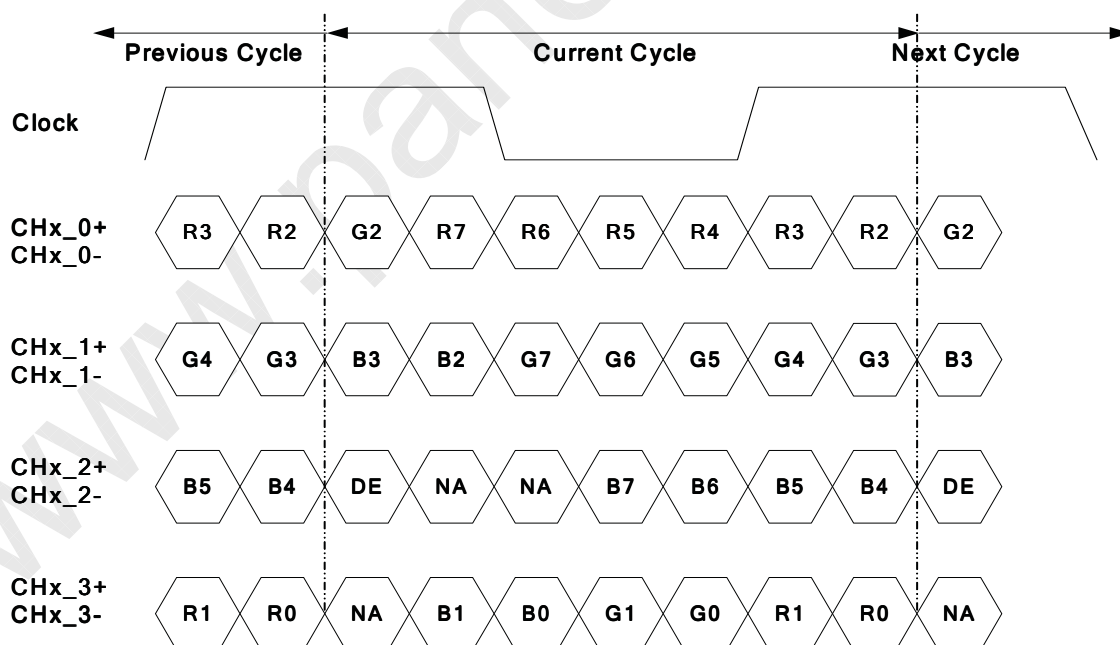 Previous Cycle Current Cycle Next Cycle
Clock
CHx_0+
CHx_0-
R3 R2 G2 R7 R6 R5 R4 R3 R2 G2
CHx_1+
CHx_1-
G4 G3 B3 B2 G7 G6 G5 G4 G3 B3
CHx_2+
CHx_2-
B5 B4 DE NA NA B7 B6 B5 B4 DE
CHx_3+
CHx_3-
R1 R0 NA B1 B0 G1 G0 R1 R0 NA
www.pan